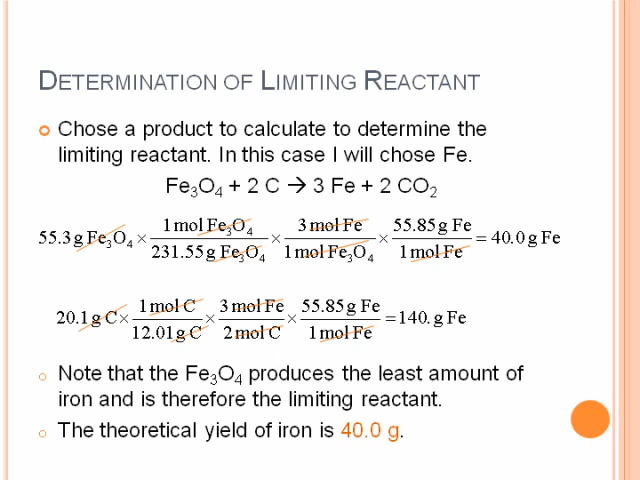 DETERMINATION OF LIMITING REACTANT
Chose a product to calculate to determine the
limiting reactant. In this case I will chose Fe.
Fe₃O₄ + 2 C → 3 Fe + 2 CO₂
55.3 g Fe₃O₄ × (1 mol Fe₃O₄ / 231.55 g Fe₃O₄) × (3 mol Fe / 1 mol Fe₃O₄) × (55.85 g Fe / 1 mol Fe) = 40.0 g Fe
20.1 g C × (1 mol C / 12.01 g C) × (3 mol Fe / 2 mol C) × (55.85 g Fe / 1 mol Fe) = 140. g Fe
Note that the Fe₃O₄ produces the least amount of
iron and is therefore the limiting reactant.
The theoretical yield of iron is 40.0 g.